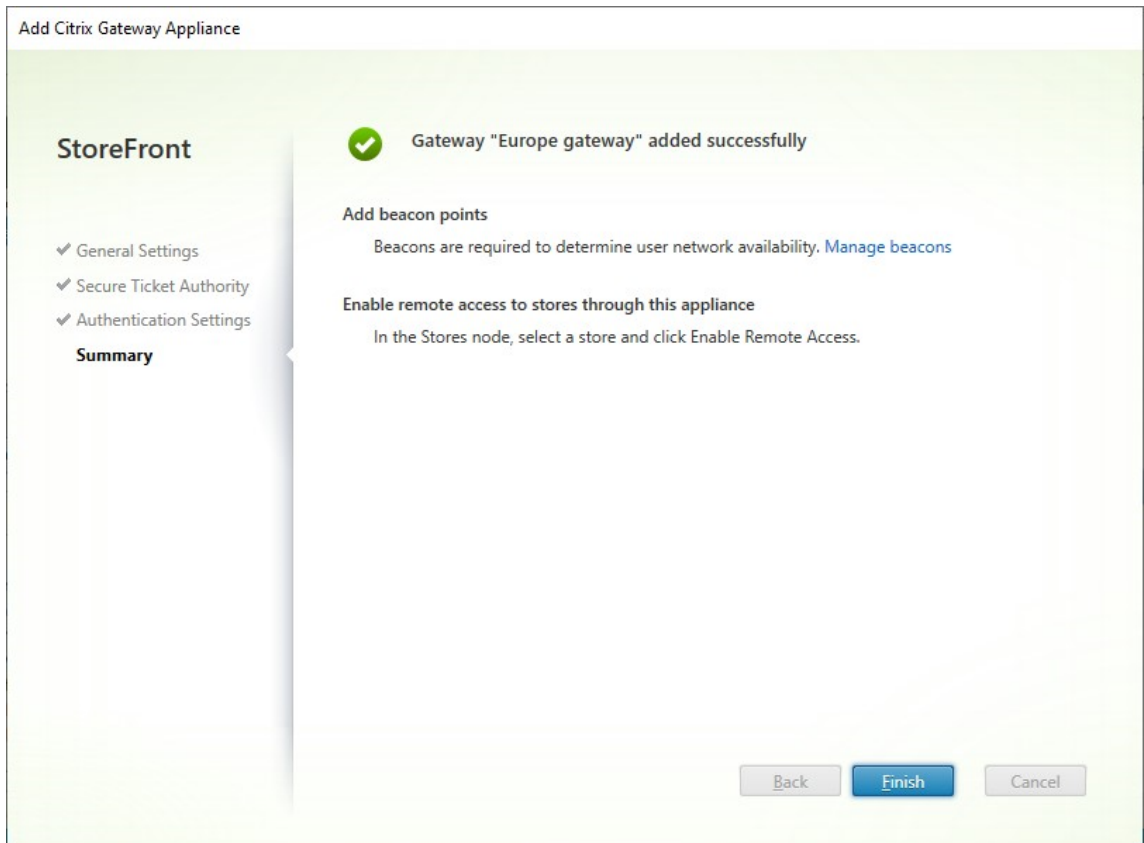 Add Citrix Gateway Appliance
StoreFront
General Settings
Secure Ticket Authority
Authentication Settings
Summary
Gateway "Europe gateway" added successfully
Add beacon points
Beacons are required to determine user network availability. Manage beacons
Enable remote access to stores through this appliance
In the Stores node, select a store and click Enable Remote Access.
Back
Finish
Cancel